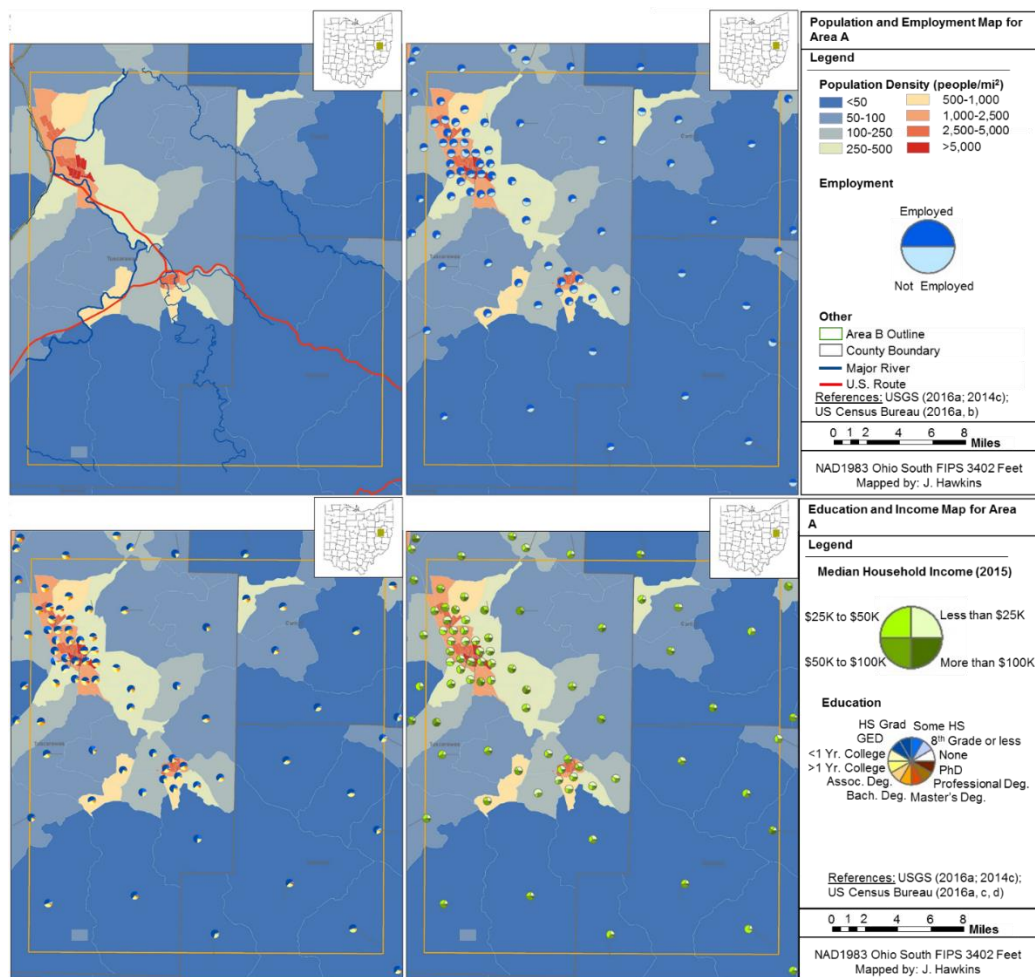 Population and Employment Map for
Area A
Legend
Population Density (people/mi²)
<50
50-100
100-250
250-500
500-1,000
1,000-2,500
2,500-5,000
>5,000
Employment
Employed
Not Employed
Other
Area B Outline
County Boundary
Major River
U.S. Route
References: USGS (2016a; 2014c);
US Census Bureau (2016a, b)
0 1 2 4 6 8
Miles
NAD1983 Ohio South FIPS 3402 Feet
Mapped by: J. Hawkins
Education and Income Map for Area
A
Legend
Median Household Income (2015)
$25K to $50K
Less than $25K
$50K to $100K
More than $100K
Education
HS Grad
Some HS
GED
8th Grade or less
<1 Yr. College
None
>1 Yr. College
PhD
Assoc. Deg.
Professional Deg.
Bach. Deg.
Master's Deg.
References: USGS (2016a; 2014c);
US Census Bureau (2016a, c, d)
0 1 2 4 6 8
Miles
NAD1983 Ohio South FIPS 3402 Feet
Mapped by: J. Hawkins